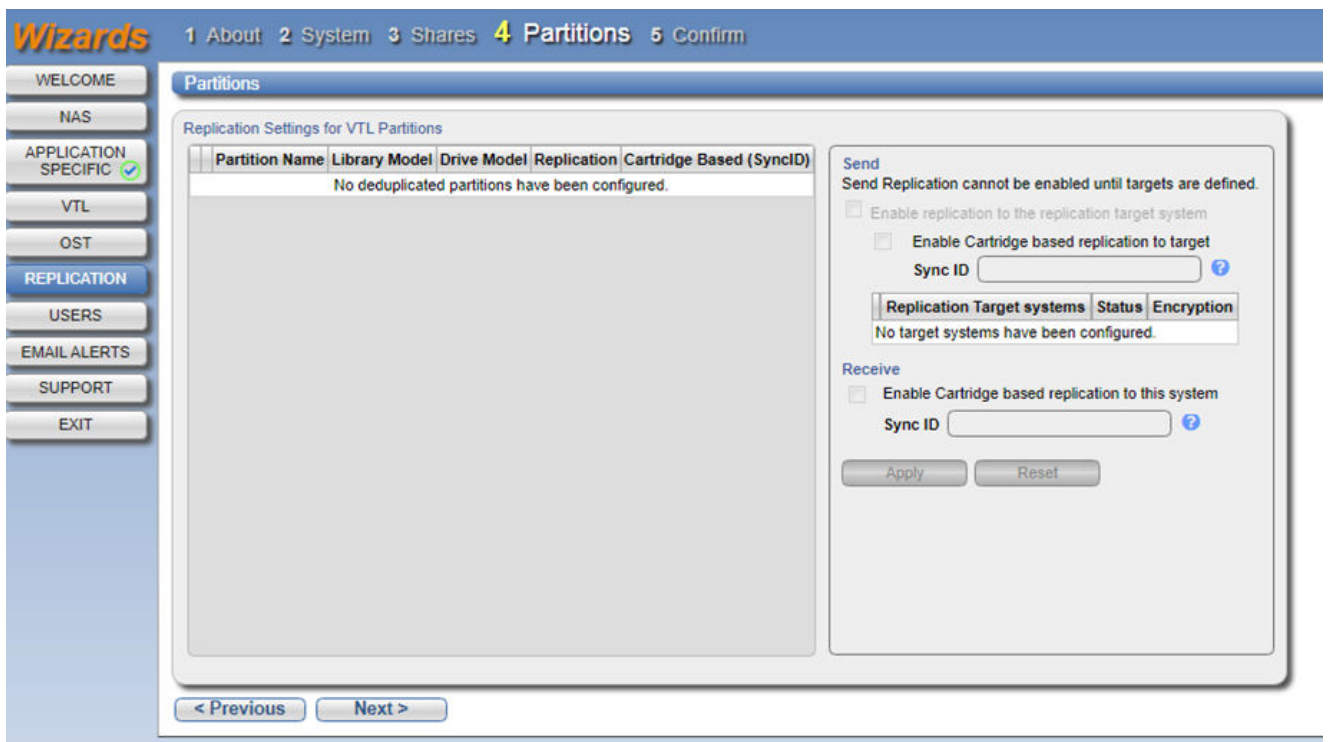 Wizards
1 About 2 System 3 Shares 4 Partitions 5 Confirm
WELCOME
NAS
APPLICATION
SPECIFIC
VTL
OST
REPLICATION
USERS
EMAIL ALERTS
SUPPORT
EXIT
Partitions
Replication Settings for VTL Partitions
Partition Name Library Model Drive Model Replication Cartridge Based (SyncID)
No deduplicated partitions have been configured.
Send
Send Replication cannot be enabled until targets are defined.
Enable replication to the replication target system
Enable Cartridge based replication to target
Sync ID ?
Replication Target systems Status Encryption
No target systems have been configured.
Receive
Enable Cartridge based replication to this system
Sync ID ?
Apply Reset
< Previous Next >